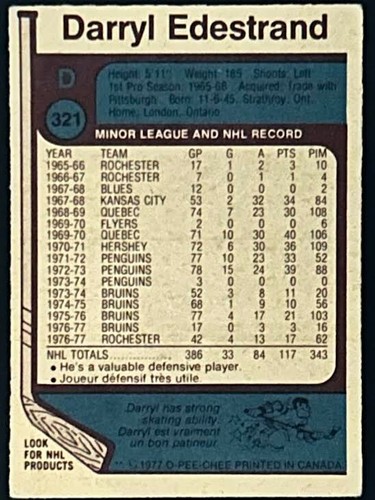 Darryl Edestrand
D
321
Height: 5'11" Weight: 185 Shoots: Left
1st Pro Season: 1965-66 Acquired: Trade with
Pittsburgh Born: 11-6-45, Strathroy, Ont.
Home: London, Ontario
MINOR LEAGUE AND NHL RECORD
YEAR TEAM GP G A PTS PIM
1965-66 ROCHESTER 17 1 2 3 10
1966-67 ROCHESTER 7 0 1 1 4
1967-68 BLUES 12 0 0 0 2
1967-68 KANSAS CITY 53 2 32 34 84
1968-69 QUEBEC 74 7 23 30 108
1969-70 FLYERS 2 0 0 0 6
1969-70 QUEBEC 71 10 30 40 106
1970-71 HERSHEY 72 6 30 36 109
1971-72 PENGUINS 77 10 23 33 52
1972-73 PENGUINS 78 15 24 39 88
1973-74 PENGUINS 3 0 0 0 0
1973-74 BRUINS 52 3 8 11 20
1974-75 BRUINS 68 1 9 10 56
1975-76 BRUINS 77 4 17 21 103
1976-77 BRUINS 17 0 3 3 16
1976-77 ROCHESTER 42 4 13 17 62
NHL TOTALS 386 33 84 117 343
• He's a valuable defensive player.
• Joueur défensif très utile.
Darryl has strong
skating ability.
Darryl est vraiment
un bon patineur.
LOOK
FOR NHL
PRODUCTS
** © 1977 O-PEE-CHEE PRINTED IN CANADA